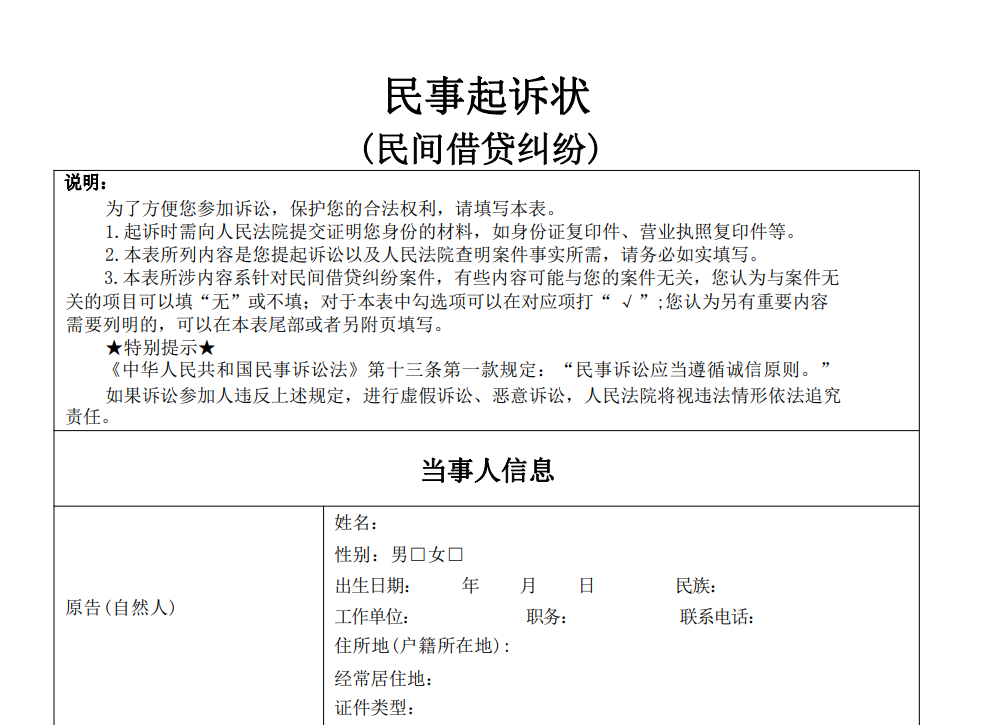 民事起诉状
(民间借贷纠纷)
说明：
为了方便您参加诉讼，保护您的合法权利，请填写本表。
1.起诉时需向人民法院提交证明您身份的材料，如身份证复印件、营业执照复印件等。
2.本表所列内容是您提起诉讼以及人民法院查明案件事实所需，请务必如实填写。
3.本表所涉内容系针对民间借贷纠纷案件，有些内容可能与您的案件无关，您认为与案件无
关的项目可以填“无”或不填；对于本表中勾选项可以在对应项打“ √ ”;您认为另有重要内容
需要列明的，可以在本表尾部或者另附页填写。
★特别提示★
《中华人民共和国民事诉讼法》第十三条第一款规定：“民事诉讼应当遵循诚信原则。”
如果诉讼参加人违反上述规定，进行虚假诉讼、恶意诉讼，人民法院将视违法情形依法追究
责任。
当事人信息
原告(自然人)
姓名：
性别：男□女□
出生日期： 年 月 日 民族：
工作单位： 职务： 联系电话：
住所地(户籍所在地)：
经常居住地：
证件类型：